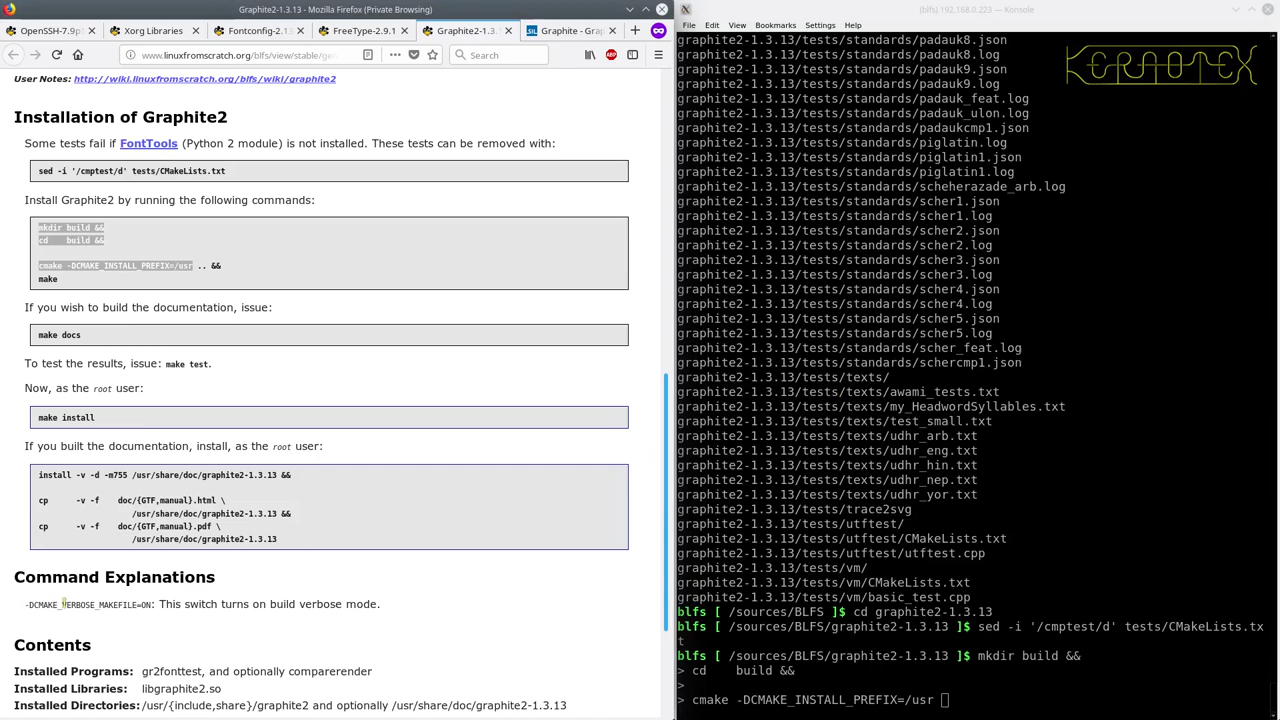 Graphite2-1.3.13 - Mozilla Firefox (Private Browsing)
OpenSSH-7.9p
Xorg Libraries
Fontconfig-2.13
FreeType-2.9.1
Graphite2-1.3.
Graphite - Gra
www.linuxfromscratch.org/blfs/view/stable/ge
Search
User Notes: http://wiki.linuxfromscratch.org/blfs/wiki/graphite2
Installation of Graphite2
Some tests fail if FontTools (Python 2 module) is not installed. These tests can be removed with:
sed -i '/cmptest/d' tests/CMakeLists.txt
Install Graphite2 by running the following commands:
mkdir build &&
cd    build &&
cmake -DCMAKE_INSTALL_PREFIX=/usr .. &&
make
If you wish to build the documentation, issue:
make docs
To test the results, issue: make test.
Now, as the root user:
make install
If you built the documentation, install, as the root user:
install -v -d -m755 /usr/share/doc/graphite2-1.3.13 &&
cp      -v -f    doc/{GTF,manual}.html \
/usr/share/doc/graphite2-1.3.13 &&
cp      -v -f    doc/{GTF,manual}.pdf \
/usr/share/doc/graphite2-1.3.13
Command Explanations
-DCMAKE_VERBOSE_MAKEFILE=ON: This switch turns on build verbose mode.
Contents
Installed Programs: gr2fonttest, and optionally comparerender
Installed Libraries: libgraphite2.so
Installed Directories: /usr/{include,share}/graphite2 and optionally /usr/share/doc/graphite2-1.3.13
(blfs) 192.168.0.223 — Konsole
File Edit View Bookmarks Settings Help
KERAOTEX
graphite2-1.3.13/tests/standards/padauk8.json
graphite2-1.3.13/tests/standards/padauk8.log
graphite2-1.3.13/tests/standards/padauk9.json
graphite2-1.3.13/tests/standards/padauk9.log
graphite2-1.3.13/tests/standards/padauk_feat.log
graphite2-1.3.13/tests/standards/padauk_ulon.log
graphite2-1.3.13/tests/standards/padaukcmp1.json
graphite2-1.3.13/tests/standards/piglatin.log
graphite2-1.3.13/tests/standards/piglatin1.json
graphite2-1.3.13/tests/standards/piglatin1.log
graphite2-1.3.13/tests/standards/scheherazade_arb.log
graphite2-1.3.13/tests/standards/scher1.json
graphite2-1.3.13/tests/standards/scher1.log
graphite2-1.3.13/tests/standards/scher2.json
graphite2-1.3.13/tests/standards/scher2.log
graphite2-1.3.13/tests/standards/scher3.json
graphite2-1.3.13/tests/standards/scher3.log
graphite2-1.3.13/tests/standards/scher4.json
graphite2-1.3.13/tests/standards/scher4.log
graphite2-1.3.13/tests/standards/scher5.json
graphite2-1.3.13/tests/standards/scher5.log
graphite2-1.3.13/tests/standards/scher_feat.log
graphite2-1.3.13/tests/standards/schercmp1.json
graphite2-1.3.13/tests/texts/
graphite2-1.3.13/tests/texts/awami_tests.txt
graphite2-1.3.13/tests/texts/my_HeadwordSyllables.txt
graphite2-1.3.13/tests/texts/test_small.txt
graphite2-1.3.13/tests/texts/udhr_arb.txt
graphite2-1.3.13/tests/texts/udhr_eng.txt
graphite2-1.3.13/tests/texts/udhr_hin.txt
graphite2-1.3.13/tests/texts/udhr_nep.txt
graphite2-1.3.13/tests/texts/udhr_yor.txt
graphite2-1.3.13/tests/trace2svg
graphite2-1.3.13/tests/utftest/
graphite2-1.3.13/tests/utftest/CMakeLists.txt
graphite2-1.3.13/tests/utftest/utftest.cpp
graphite2-1.3.13/tests/vm/
graphite2-1.3.13/tests/vm/CMakeLists.txt
graphite2-1.3.13/tests/vm/basic_test.cpp
blfs [ /sources/BLFS ]$ cd graphite2-1.3.13
blfs [ /sources/BLFS/graphite2-1.3.13 ]$ sed -i '/cmptest/d' tests/CMakeLists.tx
t
blfs [ /sources/BLFS/graphite2-1.3.13 ]$ mkdir build &&
> cd    build &&
>
> cmake -DCMAKE_INSTALL_PREFIX=/usr